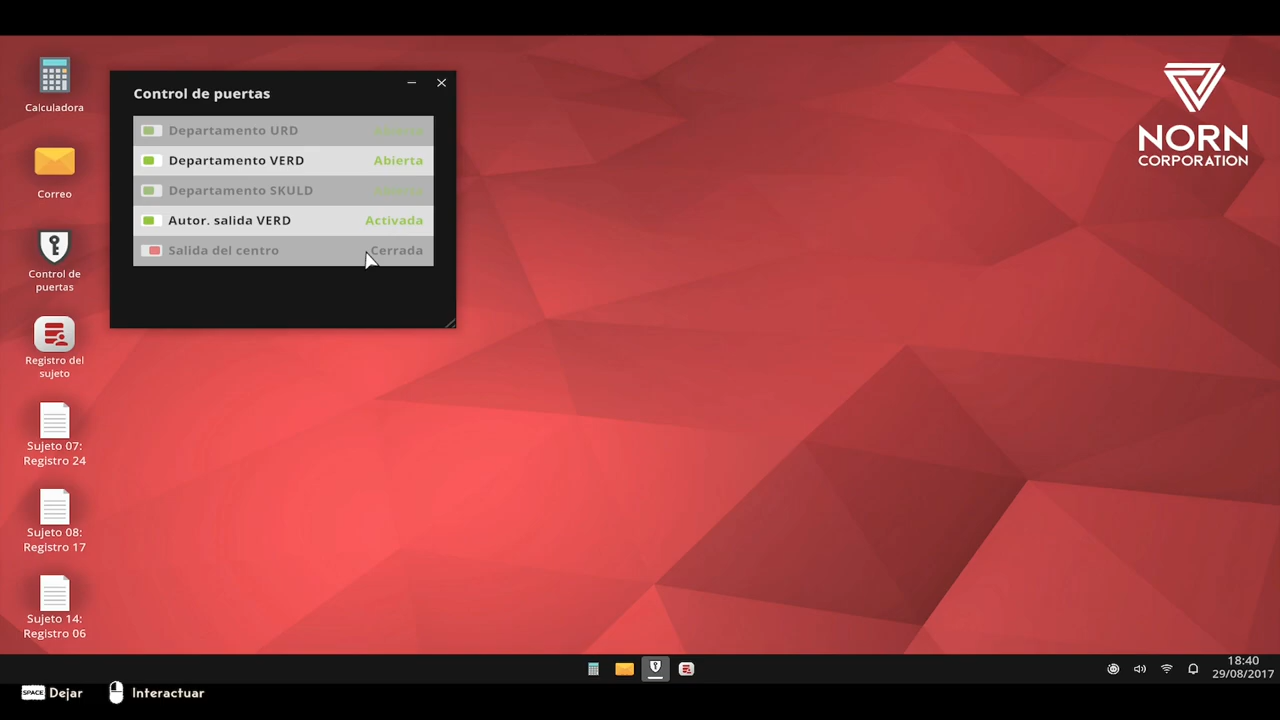 Calculadora
Correo
Control de
puertas
Registro del
sujeto
Sujeto 07:
Registro 24
Sujeto 08:
Registro 17
Sujeto 14:
Registro 06
Control de puertas
Departamento URD Abierta
Departamento VERD Abierta
Departamento SKULD Abierta
Autor. salida VERD Activada
Salida del centro Cerrada
NORN
CORPORATION
18:40
29/08/2017
SPACE Dejar Interactuar